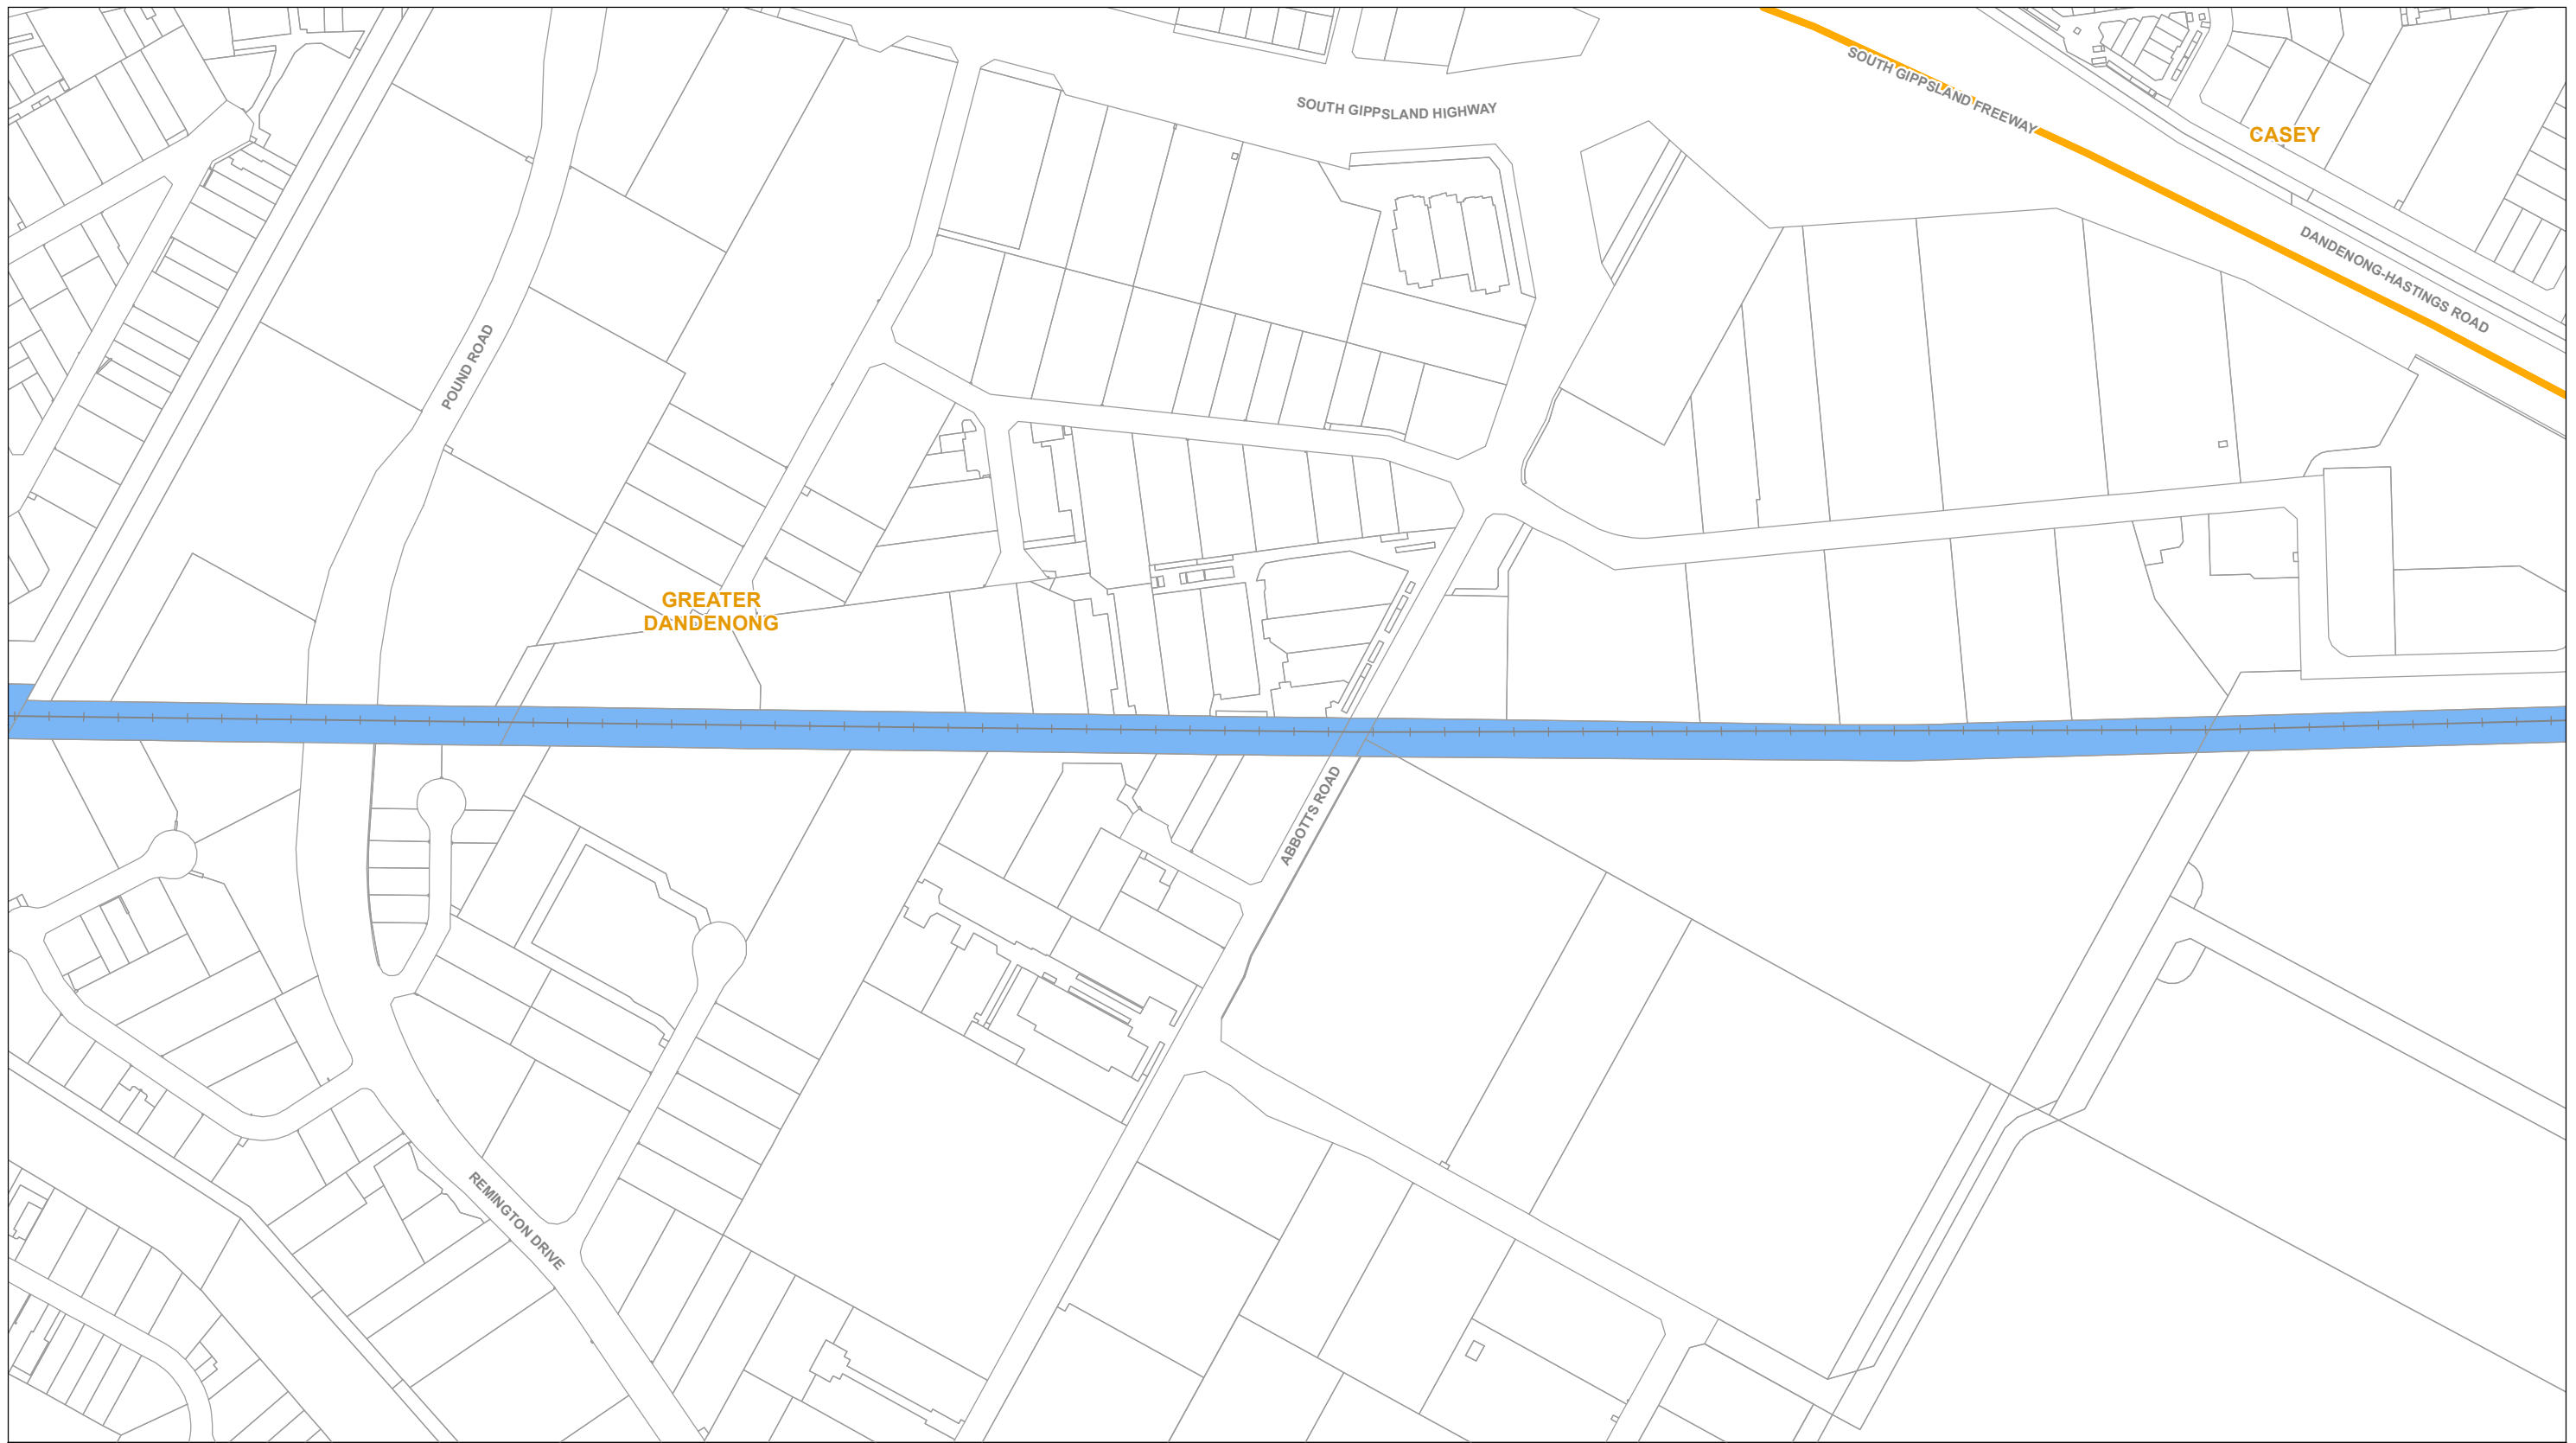 SOUTH GIPPSLAND FREEWAY
SOUTH GIPPSLAND HIGHWAY
CASEY
DANDENONG-HASTINGS ROAD
POUND ROAD
GREATER
DANDENONG
ABBOTTS ROAD
REMINGTON DRIVE